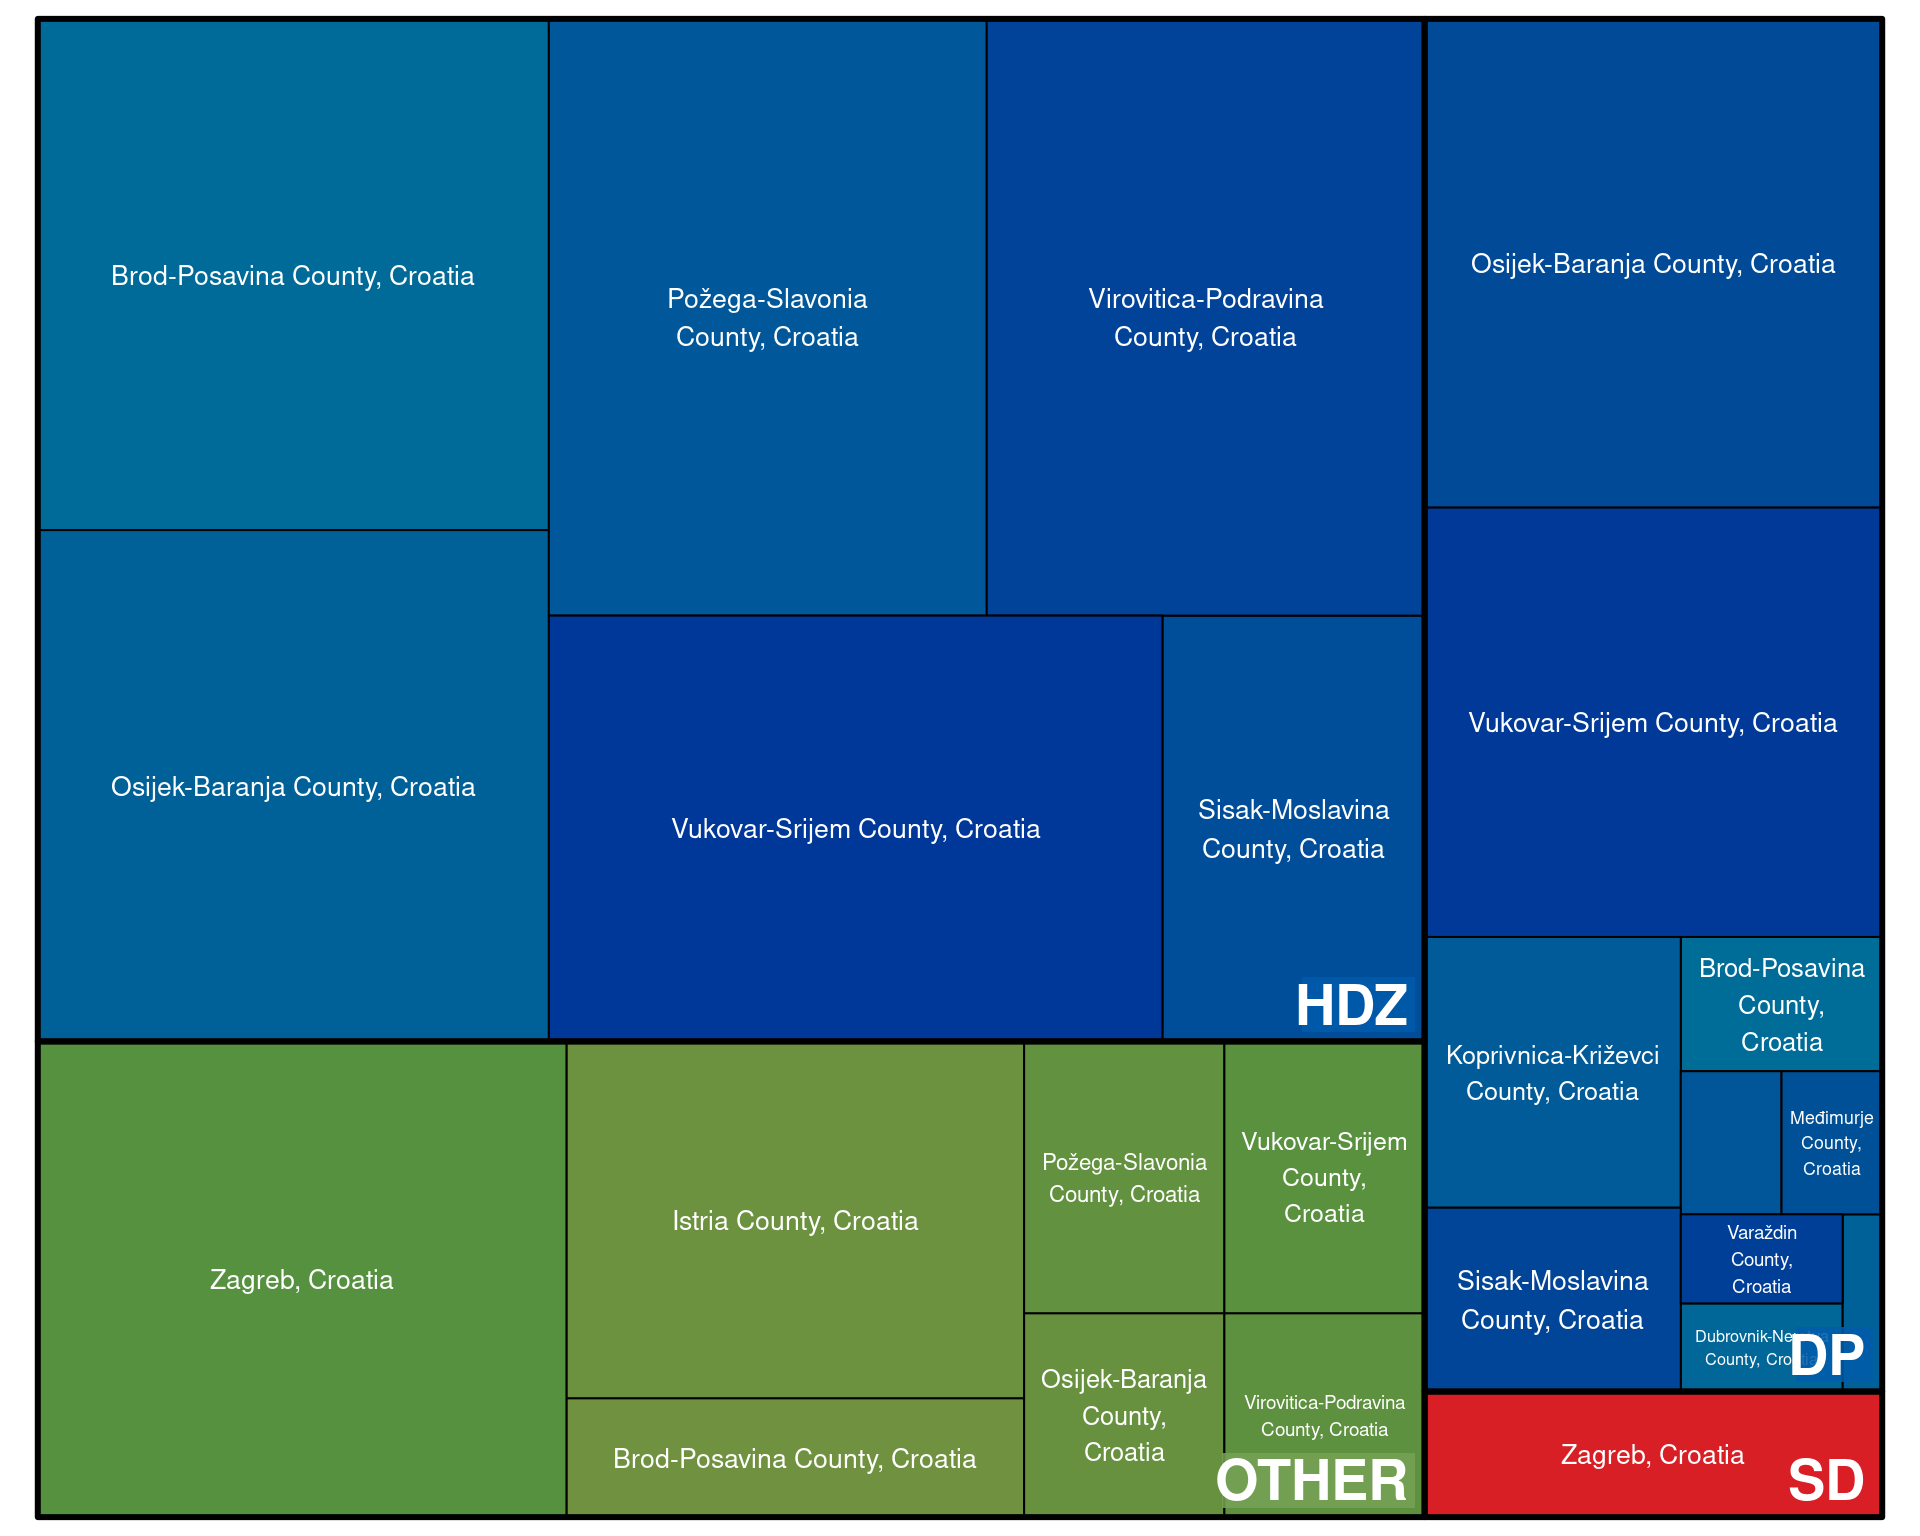 Brod-Posavina County, Croatia
Požega-Slavonia
County, Croatia
Virovitica-Podravina
County, Croatia
Osijek-Baranja County, Croatia
Vukovar-Srijem County, Croatia
Sisak-Moslavina
County, Croatia
HDZ
Zagreb, Croatia
Istria County, Croatia
Brod-Posavina County, Croatia
Požega-Slavonia
County, Croatia
Vukovar-Srijem
County,
Croatia
Osijek-Baranja
County,
Croatia
Virovitica-Podravina
County, Croatia
OTHER
Osijek-Baranja County, Croatia
Vukovar-Srijem County, Croatia
Koprivnica-Križevci
County, Croatia
Brod-Posavina
County,
Croatia
Međimurje
County,
Croatia
Sisak-Moslavina
County, Croatia
Varaždin
County,
Croatia
County,
DP
Zagreb, Croatia
SD